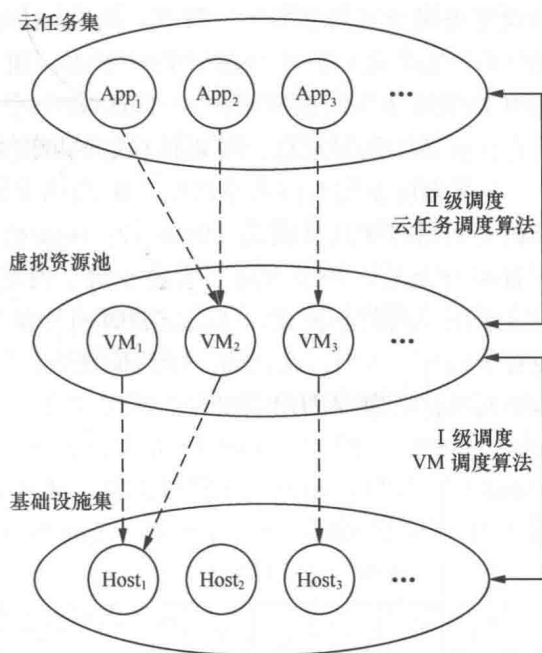 云任务集
App₁ App₂ App₃ ···
Ⅱ级调度
云任务调度算法
虚拟资源池
VM₁ VM₂ VM₃ ···
Ⅰ级调度
VM 调度算法
基础设施集
Host₁ Host₂ Host₃ ···